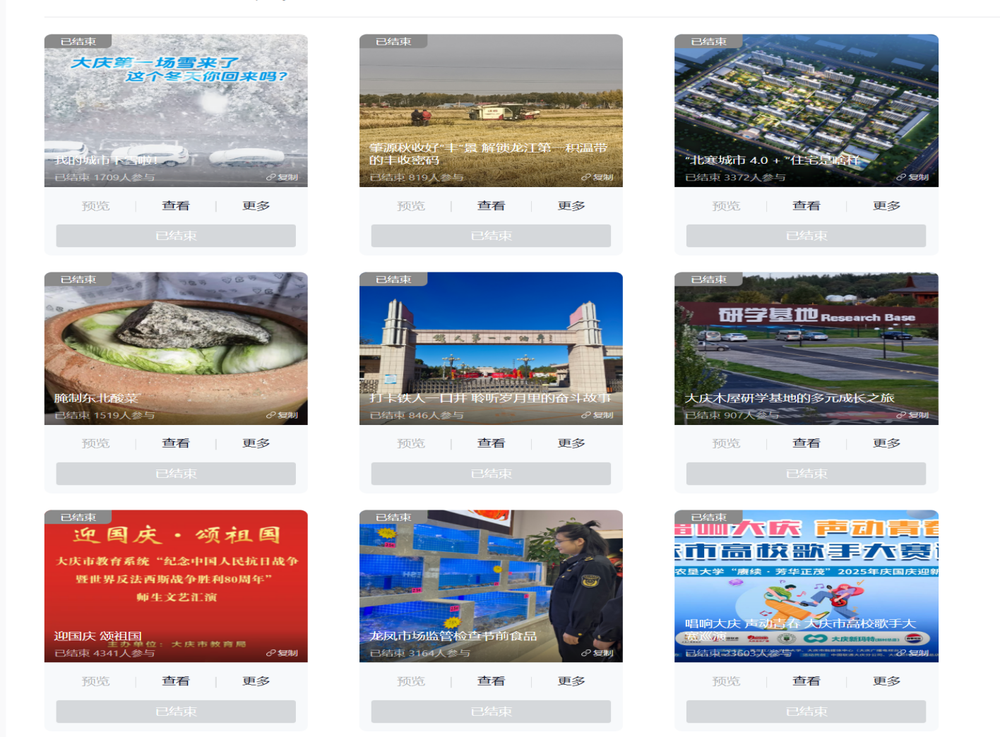 已结束
大庆第一场雪来了
这个冬天你回来吗?
我的城市下雪啦!
已结束 1709人参与
复制
预览
查看
更多
已结束
已结束
肇源秋收好“丰”景 解锁龙江第一积温带
的丰收密码
已结束 819人参与
复制
预览
查看
更多
已结束
已结束
“北寒城市 4.0 + ”住宅是啥样
已结束 3372人参与
复制
预览
查看
更多
已结束
已结束
腌制东北酸菜
已结束 1519人参与
复制
预览
查看
更多
已结束
已结束
铁人第一口油井
打卡铁人一口井 聆听岁月里的奋斗故事
已结束 846人参与
复制
预览
查看
更多
已结束
已结束
研学基地 Research Base
大庆木屋研学基地的多元成长之旅
已结束 907人参与
复制
预览
查看
更多
已结束
已结束
迎国庆·颂祖国
大庆市教育系统“纪念中国人民抗日战争
暨世界反法西斯战争胜利80周年”
师生文艺汇演
迎国庆 颂祖国
主办单位：大庆市教育局
已结束 4341人参与
复制
预览
查看
更多
已结束
已结束
龙凤市场监管检查节前食品
已结束 3164人参与
复制
预览
查看
更多
已结束
已结束
唱响大庆 声动青春
市高校歌手大赛
农垦大学“赓续·芳华正茂”2025年庆国庆迎新
唱响大庆 声动青春 大庆市高校歌手大
赛巡演
大庆新玛特
已结束 23603人参与
复制
预览
查看
更多
已结束